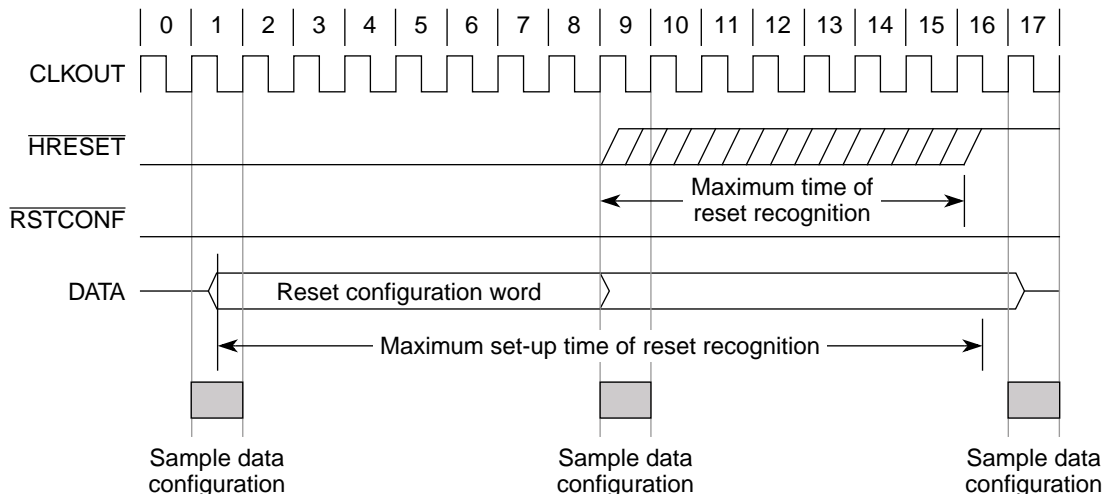 0 1 2 3 4 5 6 7 8 9 10 11 12 13 14 15 16 17
CLKOUT
HRESET
Maximum time of
reset recognition
RSTCONF
DATA
Reset configuration word
Maximum set-up time of reset recognition
Sample data
configuration
Sample data
configuration
Sample data
configuration